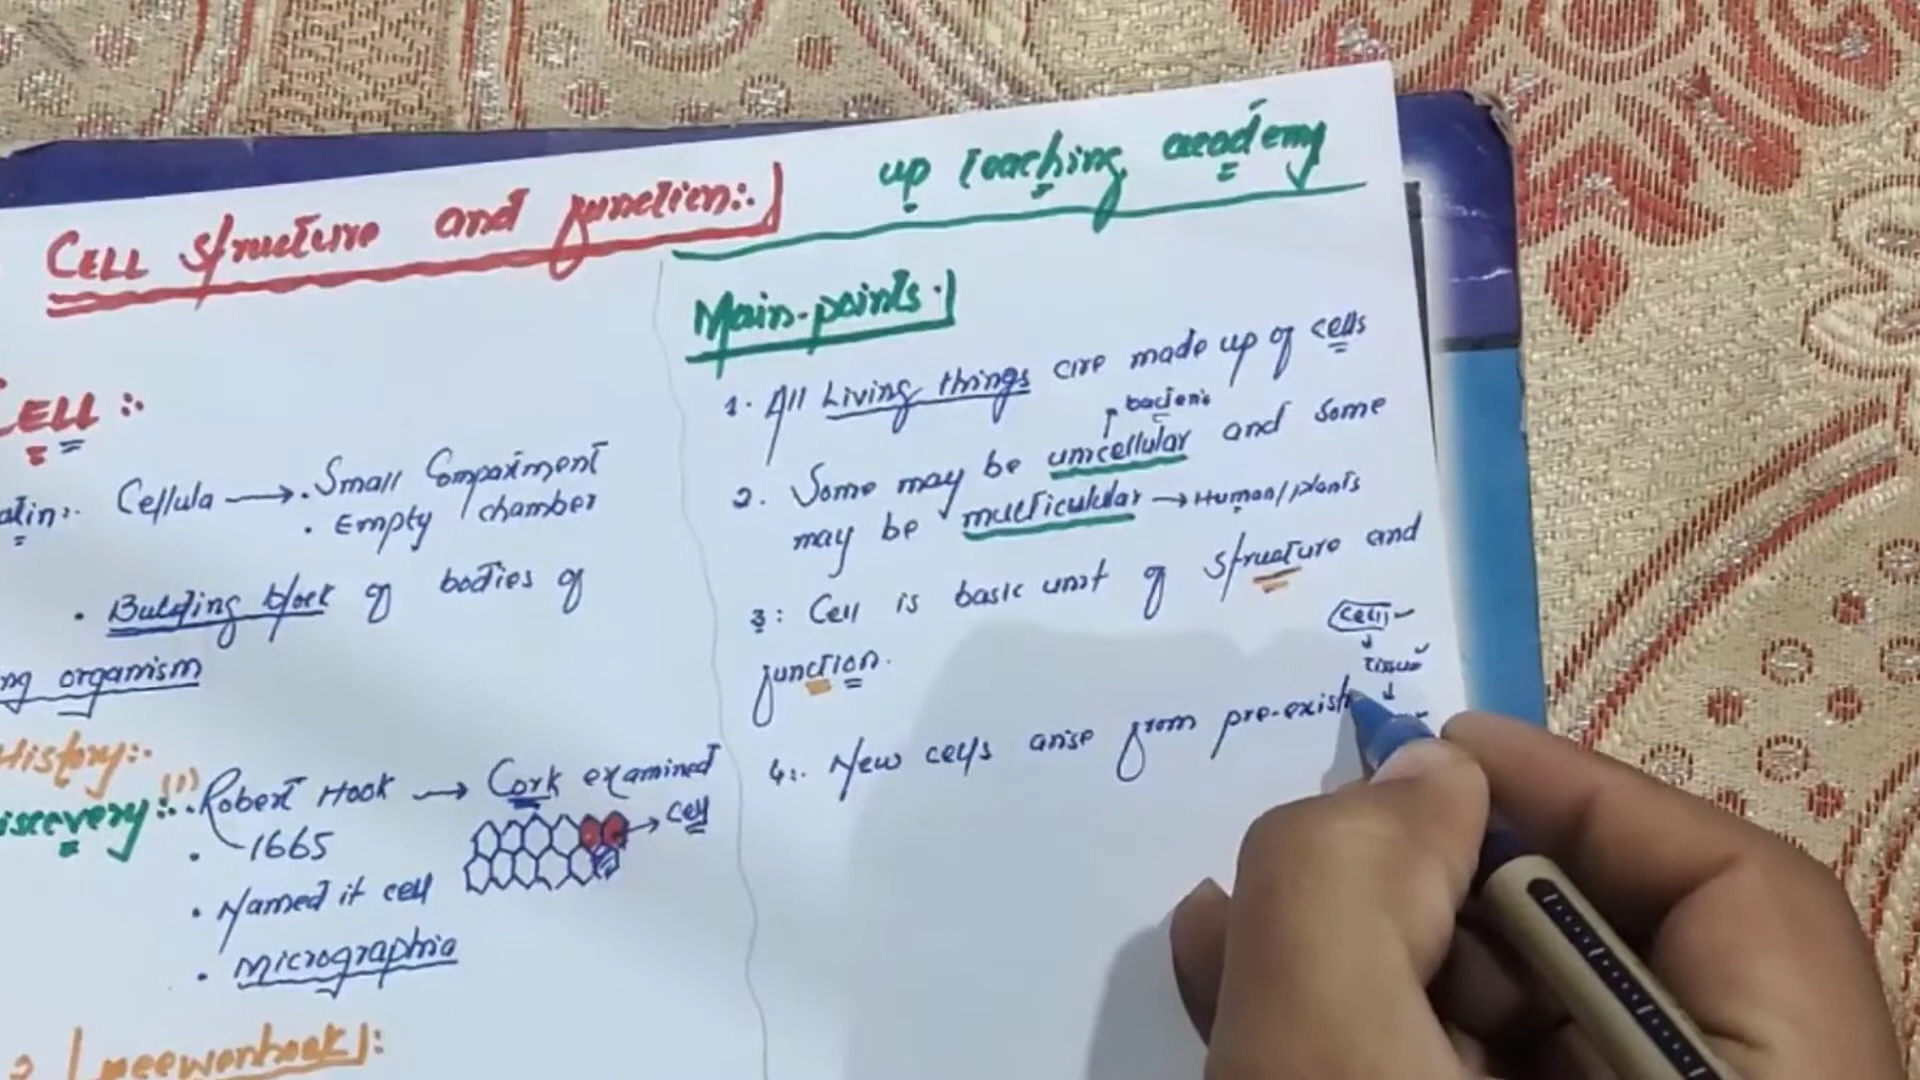 CELL Structure and function:
up teaching academy
CELL :-
Cellula → . Small Compartment
. Empty chamber
. Building block of bodies of
organism
History:-
(1) . Robert Hook → Cork examined
→ cell
. 1665
. Named it cell
. Micrographia
Main-points:
1. All Living things are made up of cells
bacteria
2. Some may be unicellular and some
may be multiculular → Human/plants
3: Cell is basic unit of structure and
function.
cell
↓
tissue
↓
4:. New cells arise from pre-existi